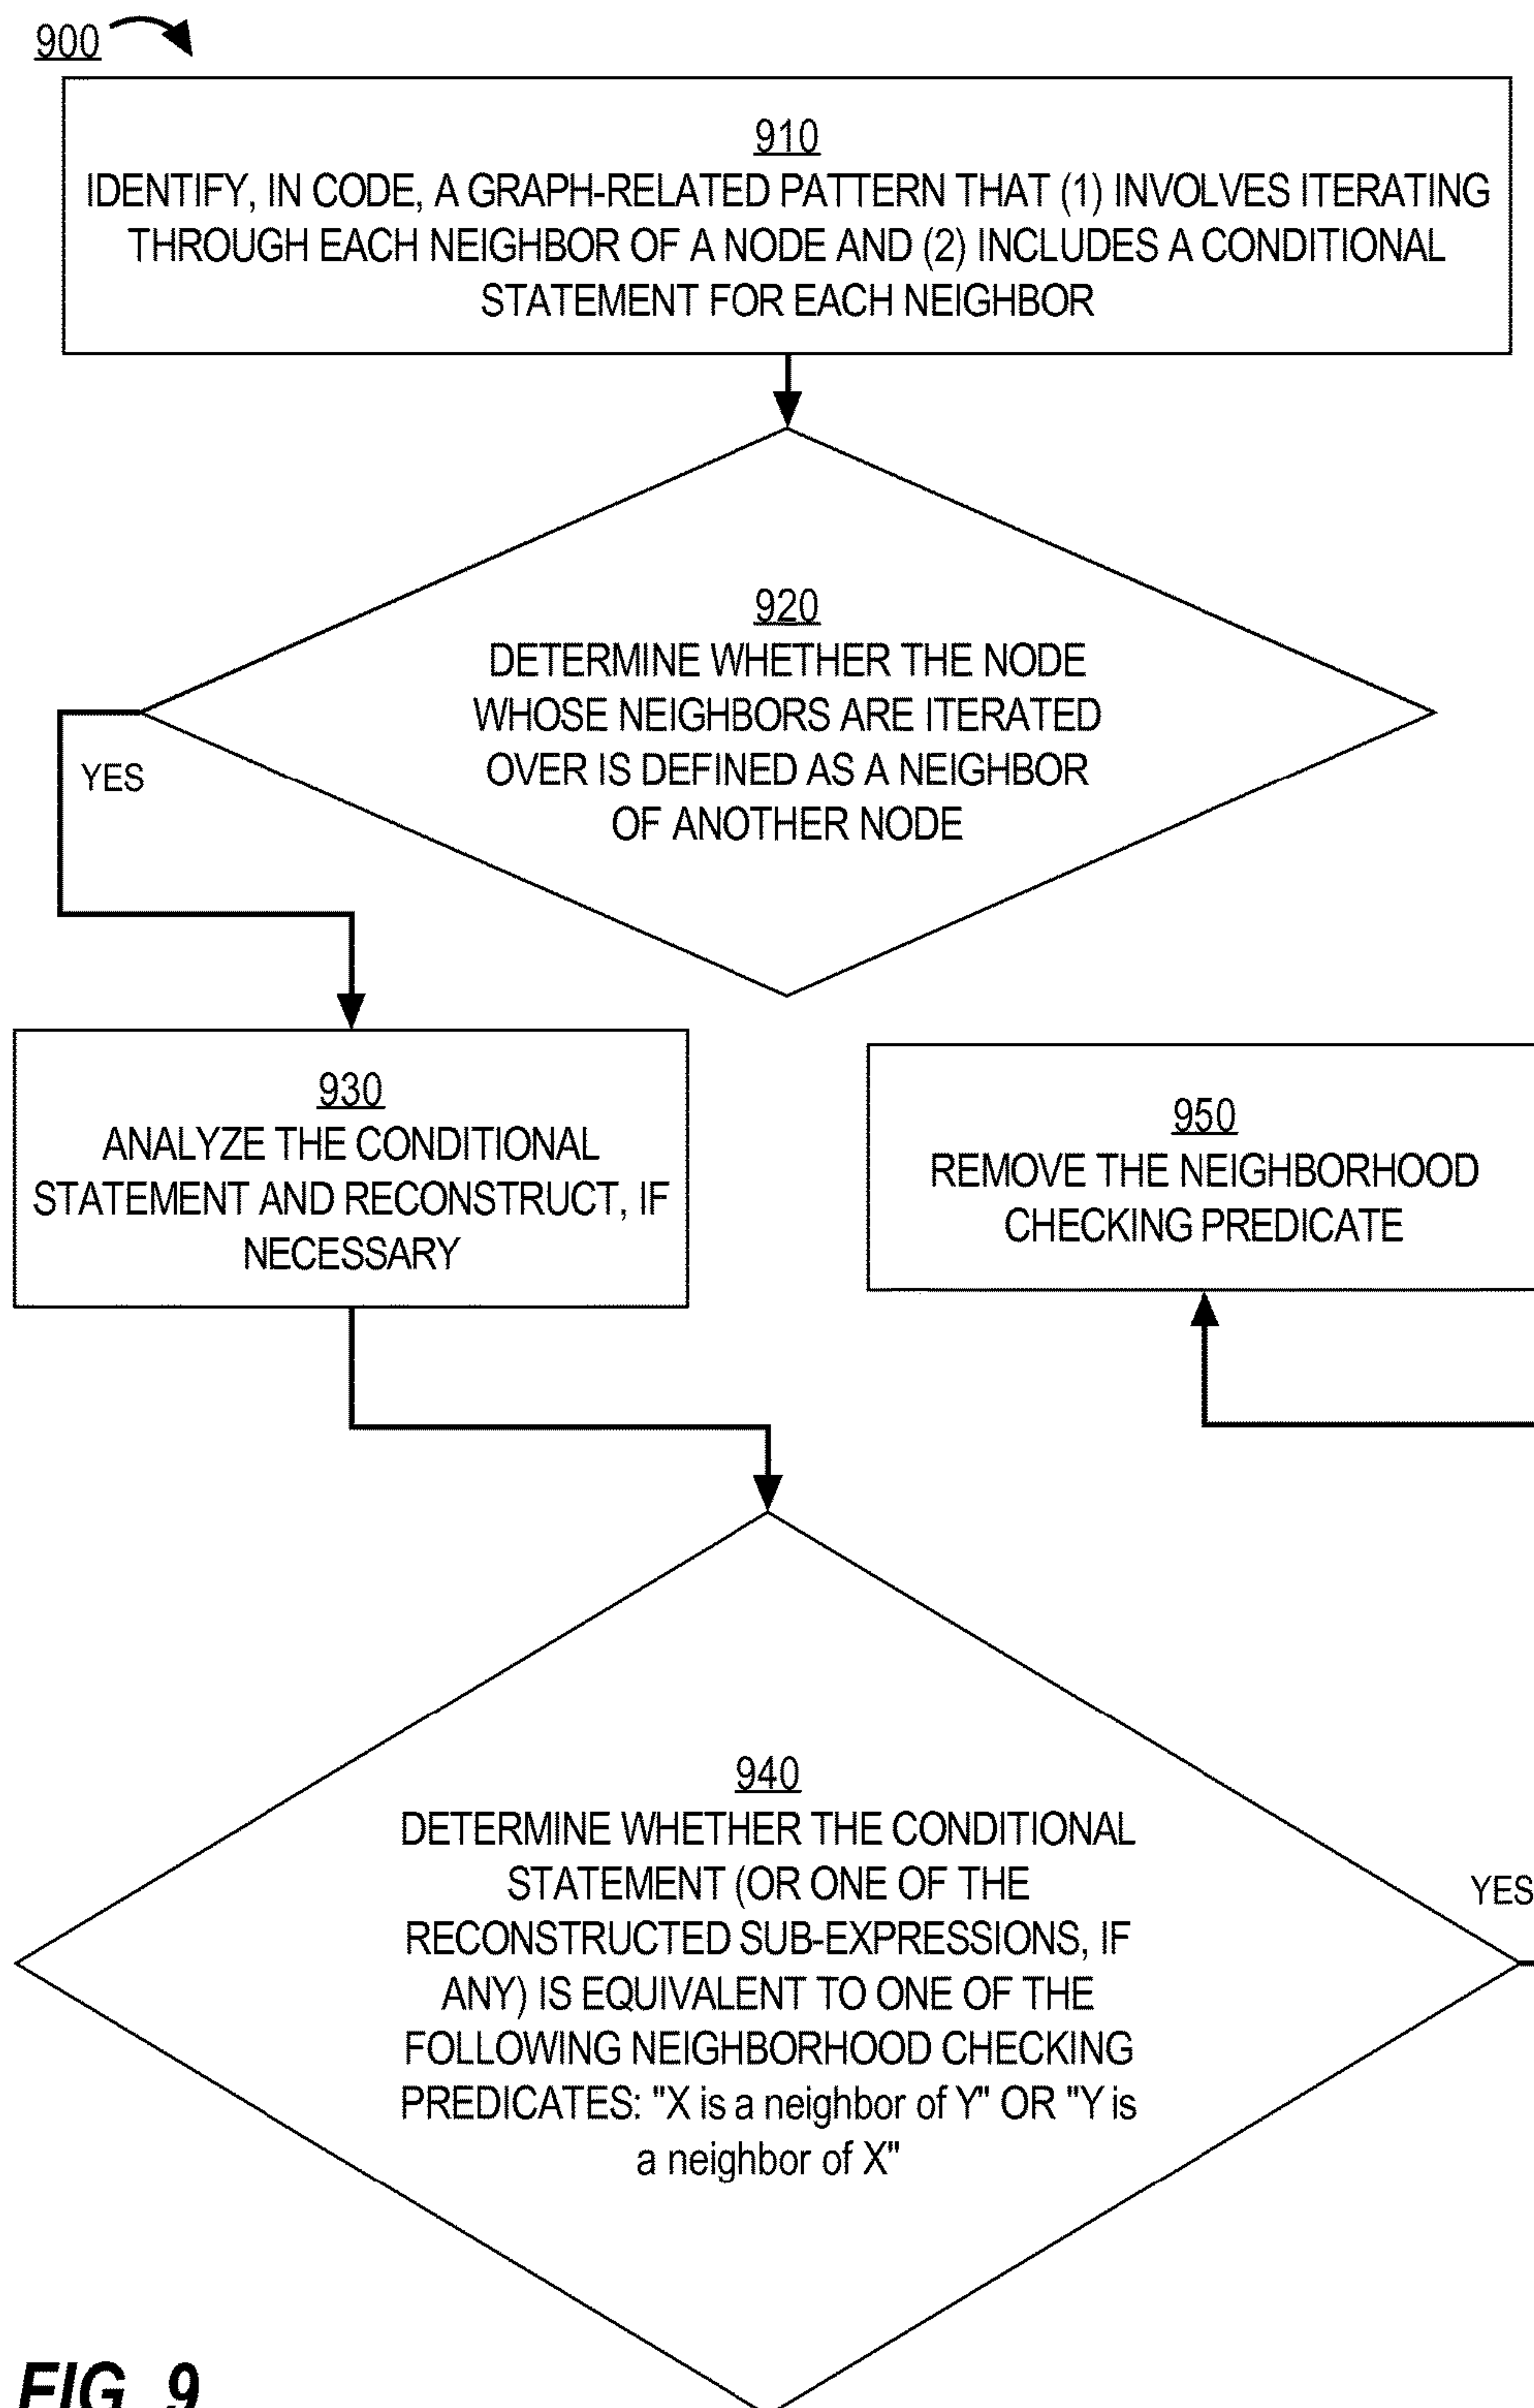 900
910
IDENTIFY, IN CODE, A GRAPH-RELATED PATTERN THAT (1) INVOLVES ITERATING
THROUGH EACH NEIGHBOR OF A NODE AND (2) INCLUDES A CONDITIONAL
STATEMENT FOR EACH NEIGHBOR
920
DETERMINE WHETHER THE NODE
WHOSE NEIGHBORS ARE ITERATED
OVER IS DEFINED AS A NEIGHBOR
OF ANOTHER NODE
YES
930
ANALYZE THE CONDITIONAL
STATEMENT AND RECONSTRUCT, IF
NECESSARY
950
REMOVE THE NEIGHBORHOOD
CHECKING PREDICATE
940
DETERMINE WHETHER THE CONDITIONAL
STATEMENT (OR ONE OF THE
RECONSTRUCTED SUB-EXPRESSIONS, IF
ANY) IS EQUIVALENT TO ONE OF THE
FOLLOWING NEIGHBORHOOD CHECKING
PREDICATES: "X is a neighbor of Y" OR "Y is
a neighbor of X"
YES
FIG. 9